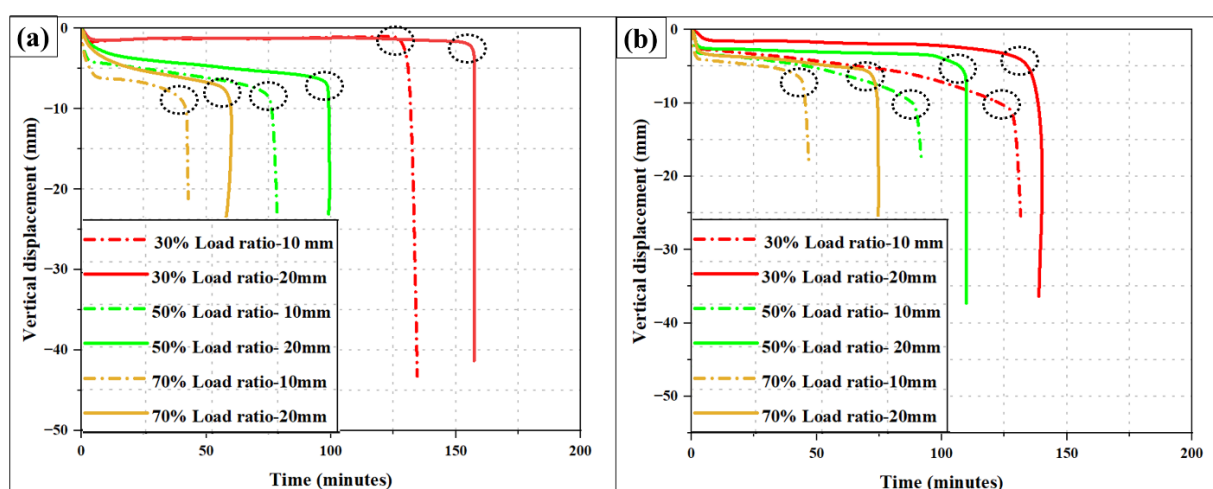 (a)
0
−10
−20
−30
−40
−50
Vertical displacement (mm)
30% Load ratio-10 mm
30% Load ratio-20mm
50% Load ratio- 10mm
50% Load ratio- 20mm
70% Load ratio-10mm
70% Load ratio-20mm
0 50 100 150 200
Time (minutes)
(b)
0
−10
−20
−30
−40
−50
Vertical displacement (mm)
30% Load ratio-10 mm
30% Load ratio-20mm
50% Load ratio- 10mm
50% Load ratio-20mm
70% Load ratio-10mm
70% Load ratio-20mm
0 50 100 150 200
Time (minutes)